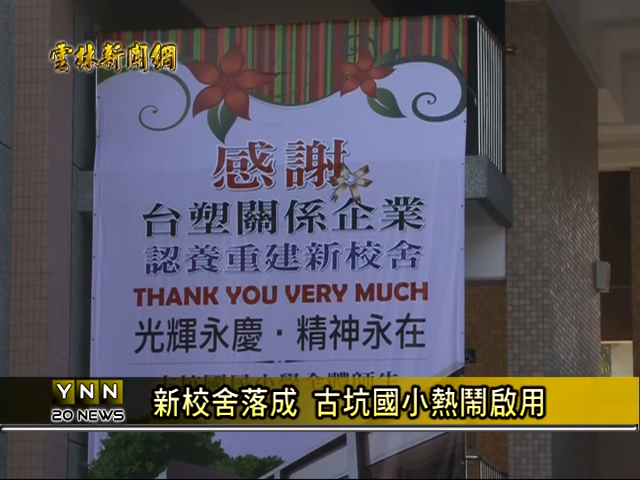 雲林新聞網
感謝
台塑關係企業
認養重建新校舍
THANK YOU VERY MUCH
光輝永慶·精神永在
YNN
20 NEWS
新校舍落成 古坑國小熱鬧啟用